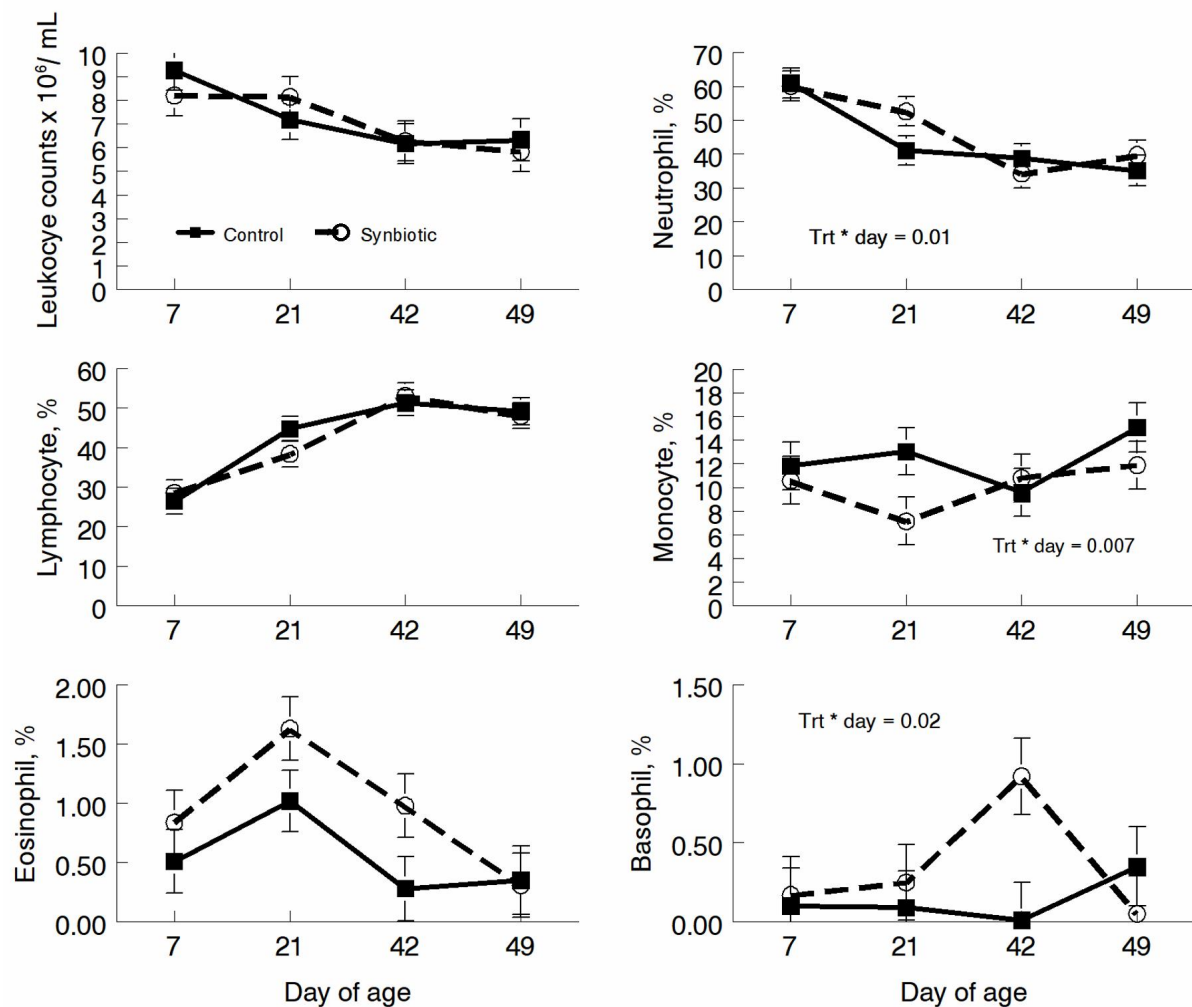 Leukocye counts x 10⁶/ mL
10
9
8
7
6
5
4
3
2
1
0
Control
Synbiotic
7 21 42 49
Neutrophil, %
70
60
50
40
30
20
10
0
Trt * day = 0.01
7 21 42 49
Lymphocyte, %
60
50
40
30
20
10
0
7 21 42 49
Monocyte, %
20
18
16
14
12
10
8
6
4
2
0
Trt * day = 0.007
7 21 42 49
Eosinophil, %
2.00
1.50
1.00
0.50
0.00
7 21 42 49
Day of age
Basophil, %
1.50
1.00
0.50
0.00
Trt * day = 0.02
7 21 42 49
Day of age